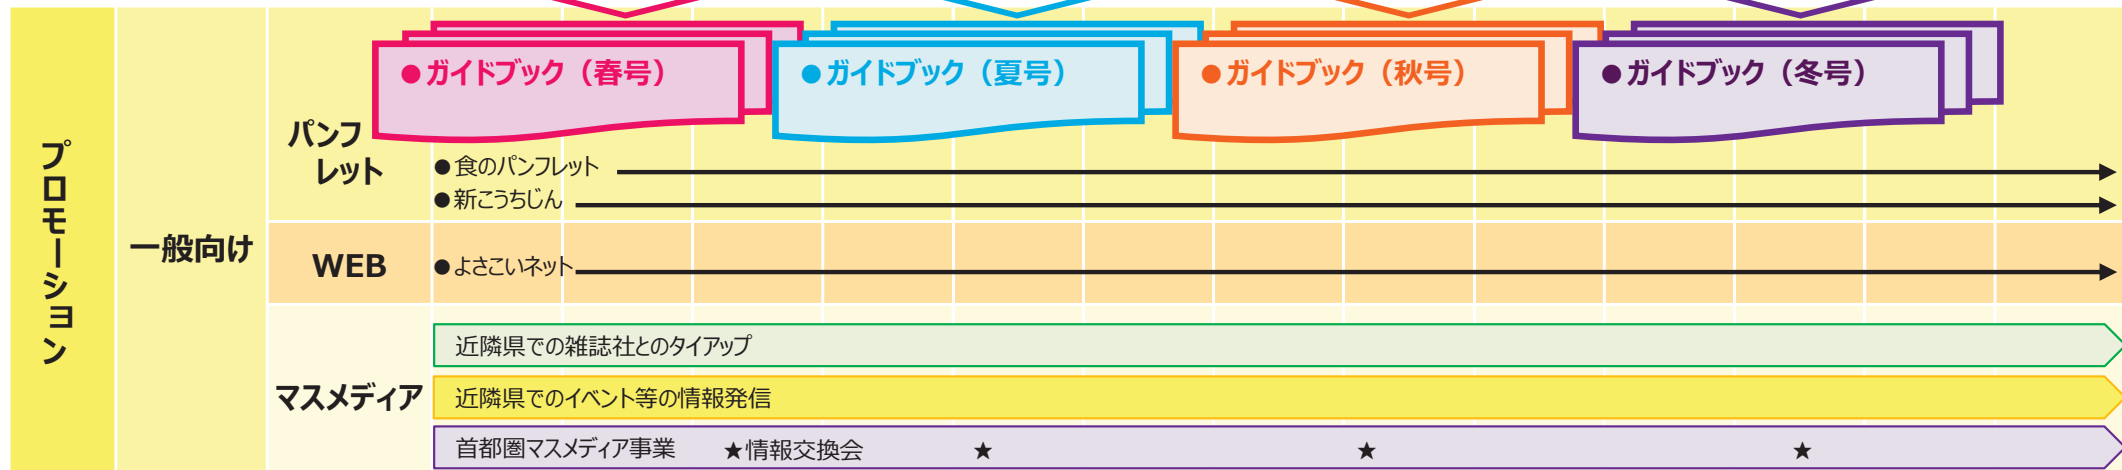 プロモーション
一般向け
パンフ
レット
●ガイドブック（春号）
●ガイドブック（夏号）
●ガイドブック（秋号）
●ガイドブック（冬号）
●食のパンフレット
●新こうちじん
WEB
●よさこいネット
マスメディア
近隣県での雑誌社とのタイアップ
近隣県でのイベント等の情報発信
首都圏マスメディア事業 ★情報交換会 ★ ★ ★